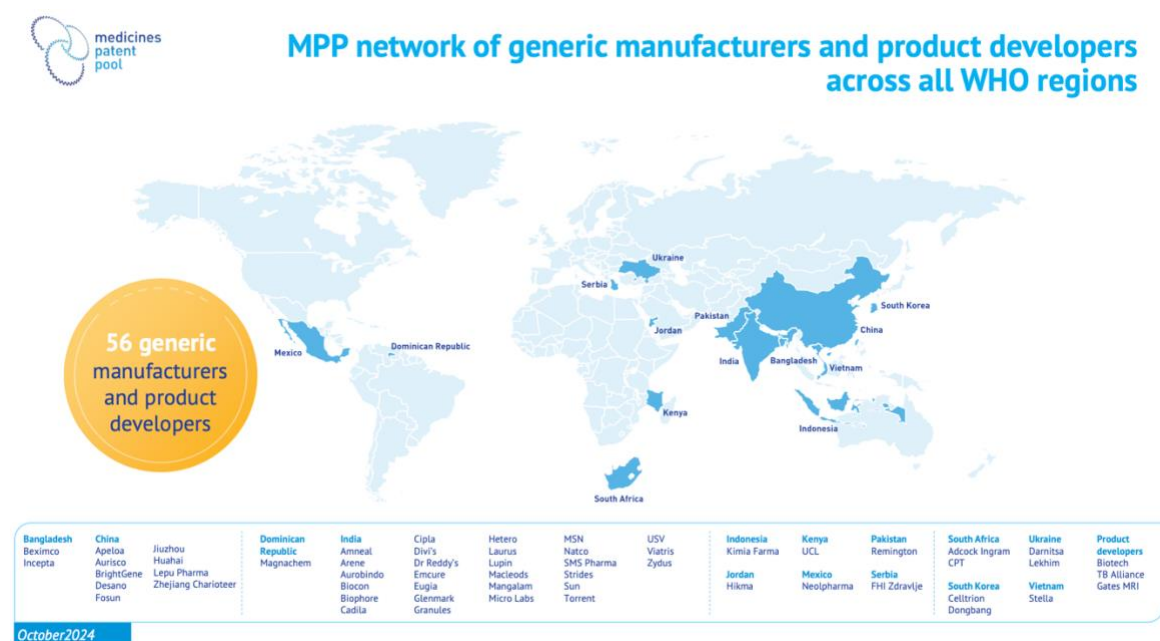 medicines
patent
pool
MPP network of generic manufacturers and product developers
across all WHO regions
Ukraine
Serbia
South Korea
Pakistan
Jordan
China
Mexico
Dominican Republic
India
Bangladesh
Vietnam
Kenya
Indonesia
South Africa
56 generic
manufacturers
and product
developers
Bangladesh
Beximco
Incepta
China
Apeloa
Aurisco
BrightGene
Desano
Fosun
Jiuzhou
Huahai
Lepu Pharma
Zhejiang Charioteer
Dominican
Republic
Magnachem
India
Amneal
Arene
Aurobindo
Biocon
Biophore
Cadila
Cipla
Divi's
Dr Reddy's
Emcure
Eugia
Glenmark
Granules
Hetero
Laurus
Lupin
Macleods
Mangalam
Micro Labs
MSN
Natco
SMS Pharma
Strides
Sun
Torrent
USV
Viatris
Zydus
Indonesia
Kimia Farma
Jordan
Hikma
Kenya
UCL
Mexico
Neolpharma
Pakistan
Remington
Serbia
FHI Zdravlje
South Africa
Adcock Ingram
CPT
South Korea
Celltrion
Dongbang
Ukraine
Darnitsa
Lekhim
Vietnam
Stella
Product
developers
Biotech
TB Alliance
Gates MRI
October2024